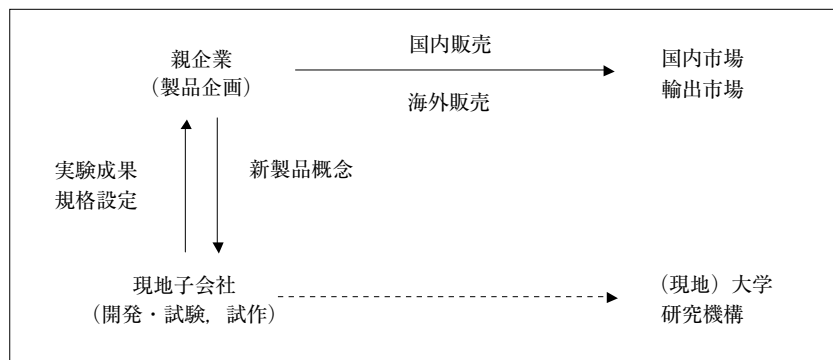 親企業
（製品企画）
国内販売
海外販売
国内市場
輸出市場
実験成果
規格設定
新製品概念
現地子会社
（開発・試験，試作）
（現地）大学
研究機構